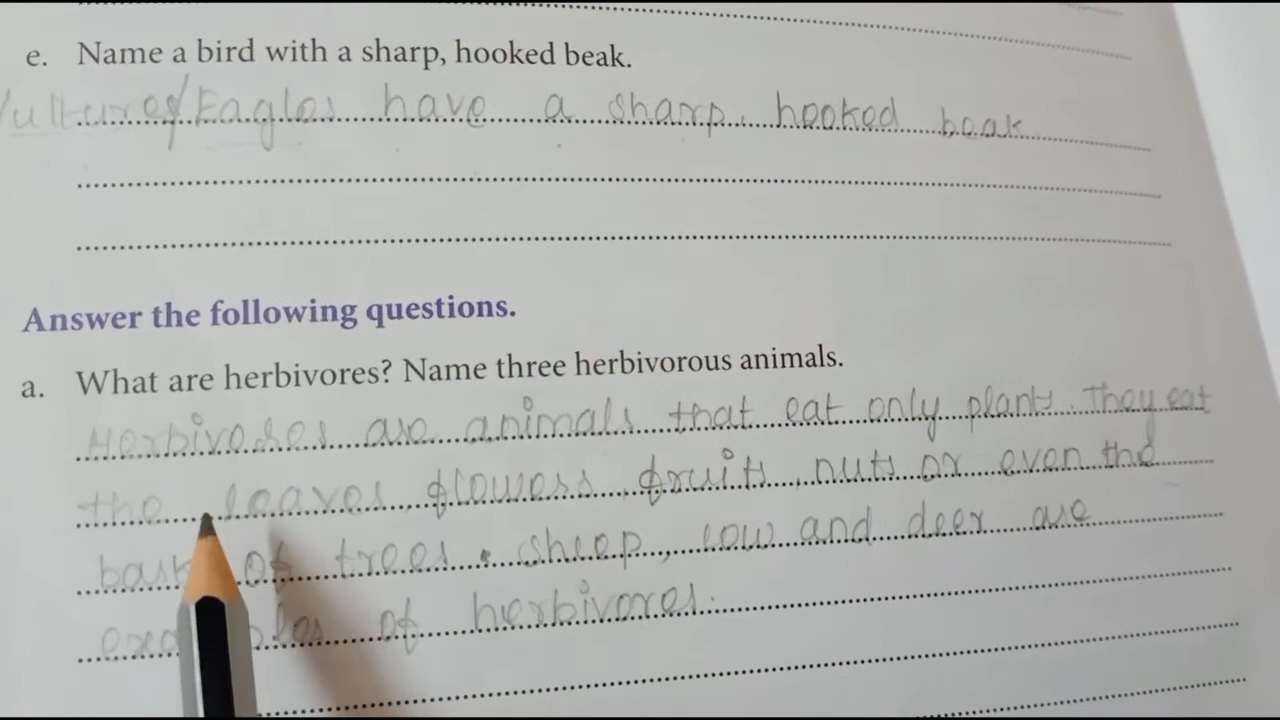 e. Name a bird with a sharp, hooked beak.
Vultures/Eagles have a sharp, hooked beak
Answer the following questions.
a. What are herbivores? Name three herbivorous animals.
Herbivores are animals that eat only plants. They eat
the leaves, flowers, fruits, nuts or even the
bark of trees. Sheep, cow and deer are
examples of herbivores.